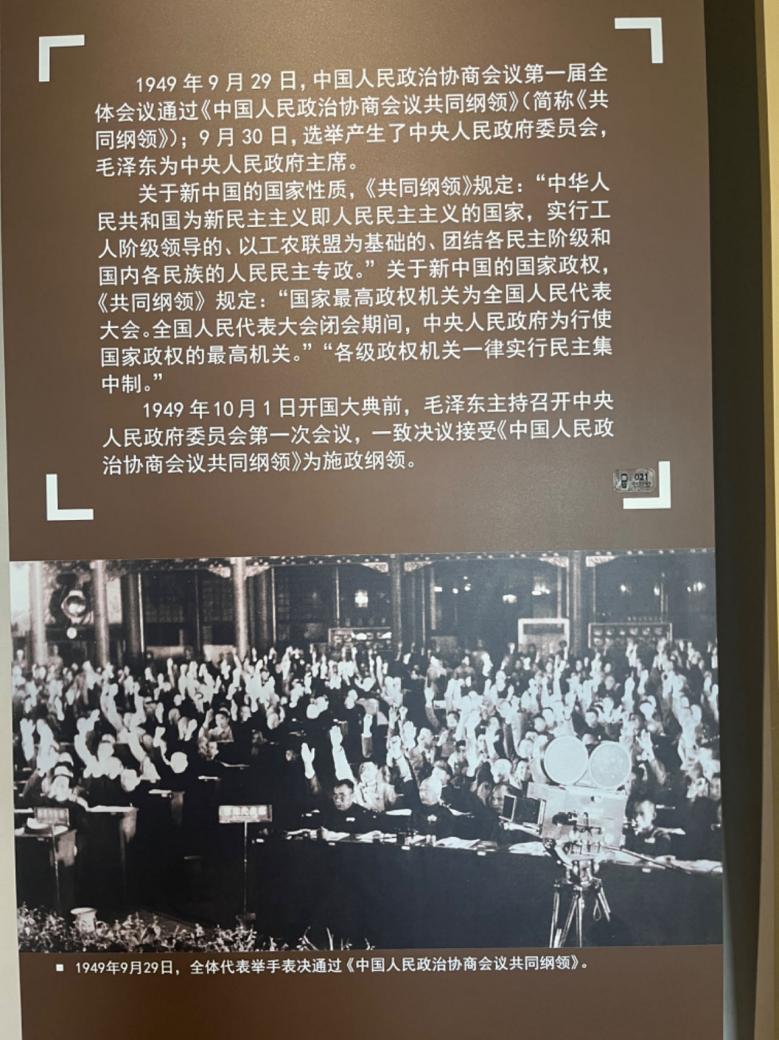 1949年9月29日，中国人民政治协商会议第一届全
体会议通过《中国人民政治协商会议共同纲领》（简称《共
同纲领》）；9月30日，选举产生了中央人民政府委员会，
毛泽东为中央人民政府主席。
关于新中国的国家性质，《共同纲领》规定：“中华人
民共和国为新民主主义即人民民主主义的国家，实行工
人阶级领导的、以工农联盟为基础的、团结各民主阶级和
国内各民族的人民民主专政。”关于新中国的国家政权，
《共同纲领》规定：“国家最高政权机关为全国人民代表
大会。全国人民代表大会闭会期间，中央人民政府为行使
国家政权的最高机关。”“各级政权机关一律实行民主集
中制。”
1949年10月1日开国大典前，毛泽东主持召开中央
人民政府委员会第一次会议，一致决议接受《中国人民政
治协商会议共同纲领》为施政纲领。
021
■ 1949年9月29日，全体代表举手表决通过《中国人民政治协商会议共同纲领》。